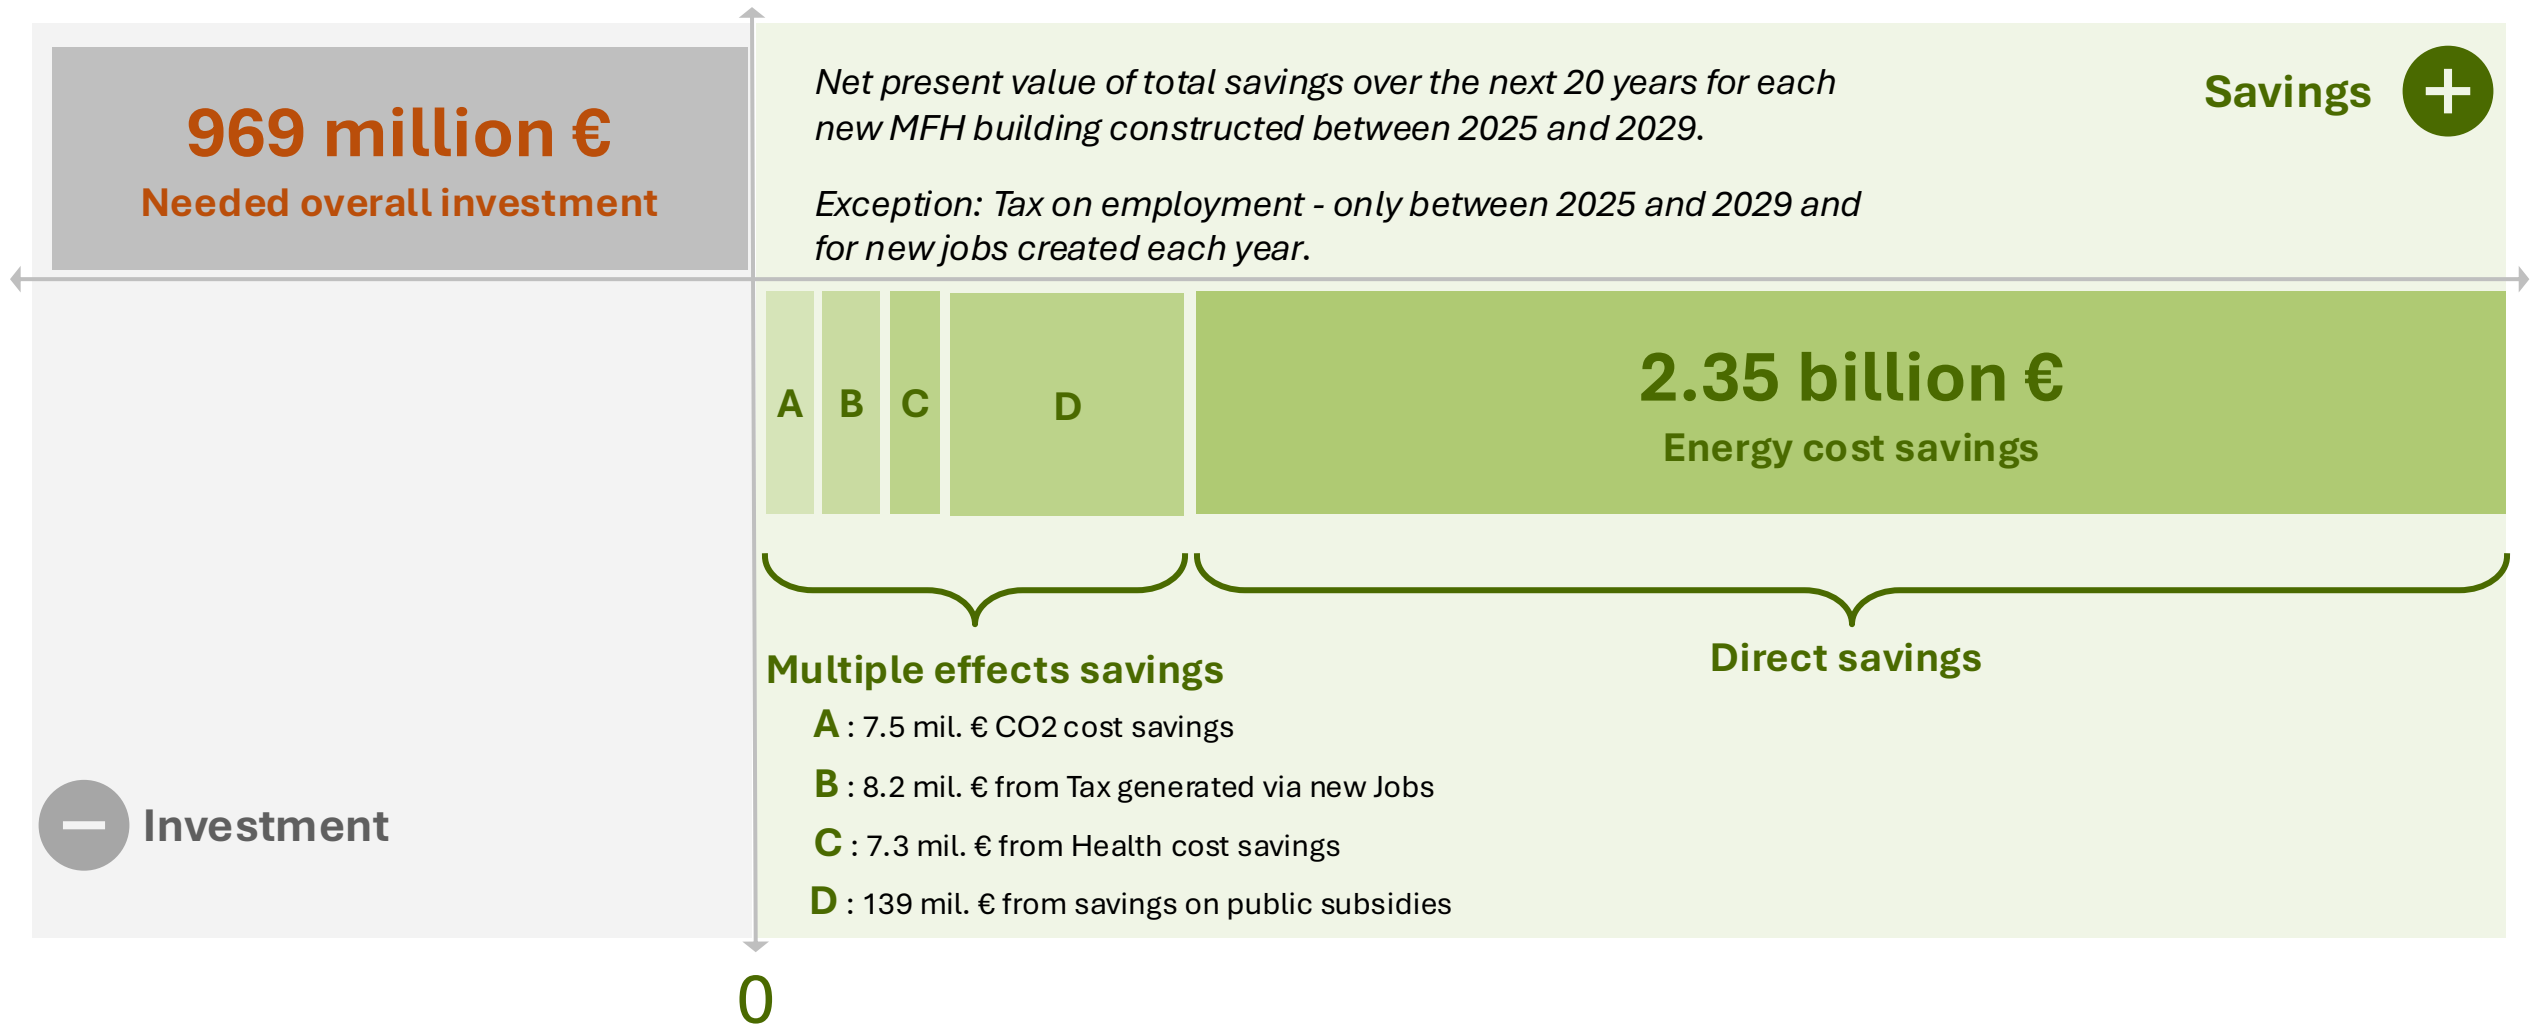 969 million €
Needed overall investment
Net present value of total savings over the next 20 years for each
new MFH building constructed between 2025 and 2029.
Exception: Tax on employment - only between 2025 and 2029 and
for new jobs created each year.
Savings
A
B
C
D
2.35 billion €
Energy cost savings
Multiple effects savings
Direct savings
A : 7.5 mil. € CO2 cost savings
B : 8.2 mil. € from Tax generated via new Jobs
C : 7.3 mil. € from Health cost savings
D : 139 mil. € from savings on public subsidies
Investment
0